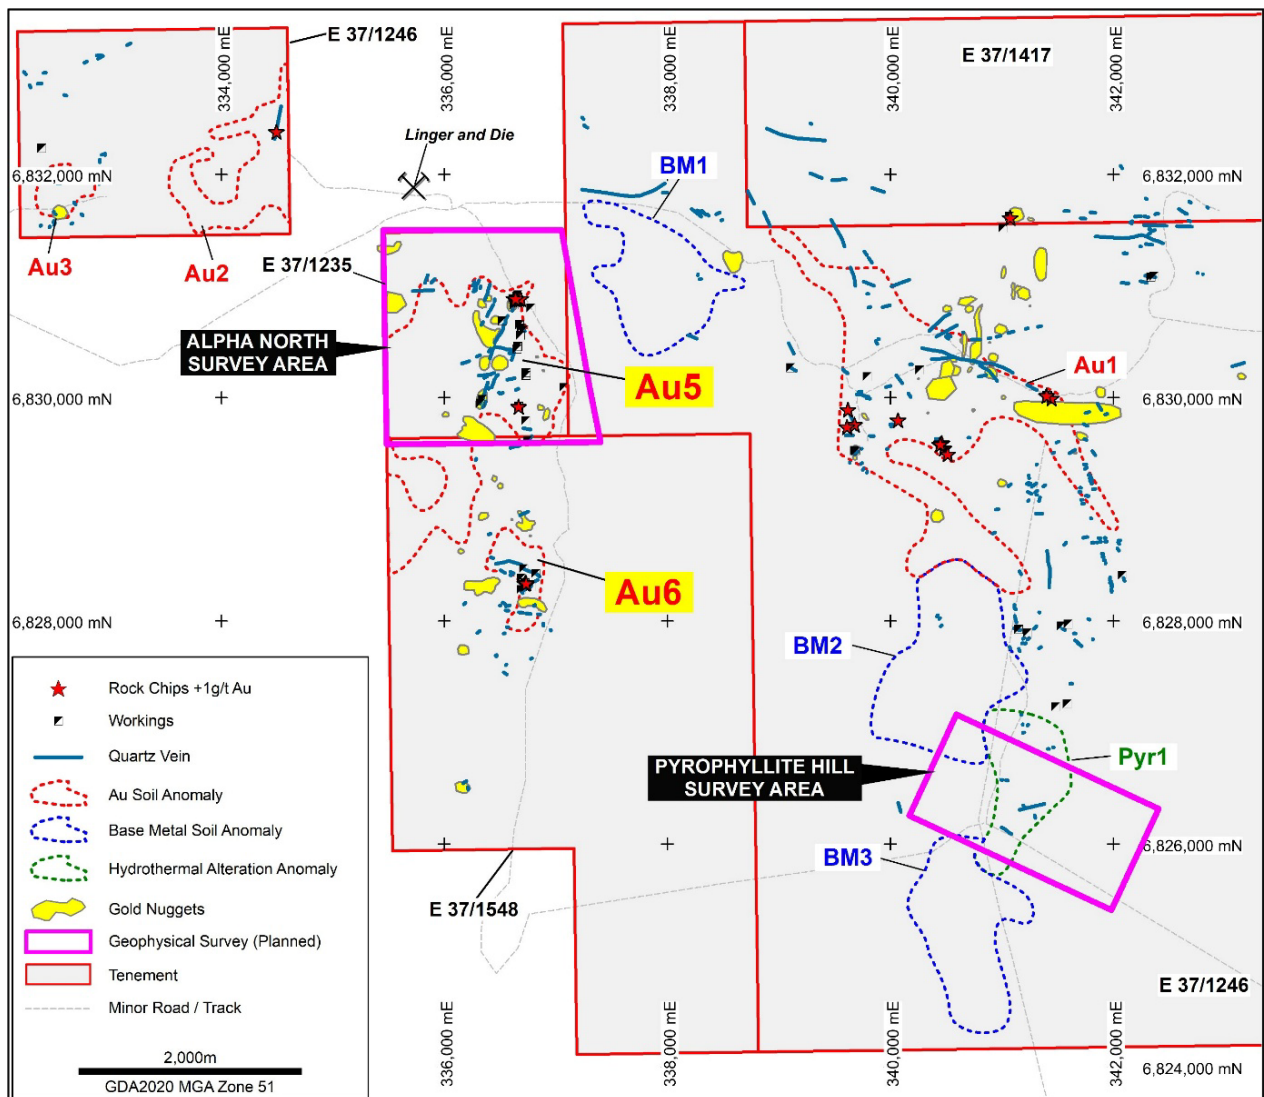 E 37/1246
334,000 mE
336,000 mE
338,000 mE
340,000 mE
342,000 mE
E 37/1417
Linger and Die
BM1
6,832,000 mN
6,832,000 mN
Au3
Au2
E 37/1235
ALPHA NORTH
SURVEY AREA
Au5
Au1
6,830,000 mN
6,830,000 mN
Au6
6,828,000 mN
6,828,000 mN
BM2
PYROPHYLLITE HILL
SURVEY AREA
Pyr1
BM3
6,826,000 mN
E 37/1548
E 37/1246
336,000 mE
338,000 mE
340,000 mE
342,000 mE
6,824,000 mN
Rock Chips +1g/t Au
Workings
Quartz Vein
Au Soil Anomaly
Base Metal Soil Anomaly
Hydrothermal Alteration Anomaly
Gold Nuggets
Geophysical Survey (Planned)
Tenement
Minor Road / Track
2,000m
GDA2020 MGA Zone 51